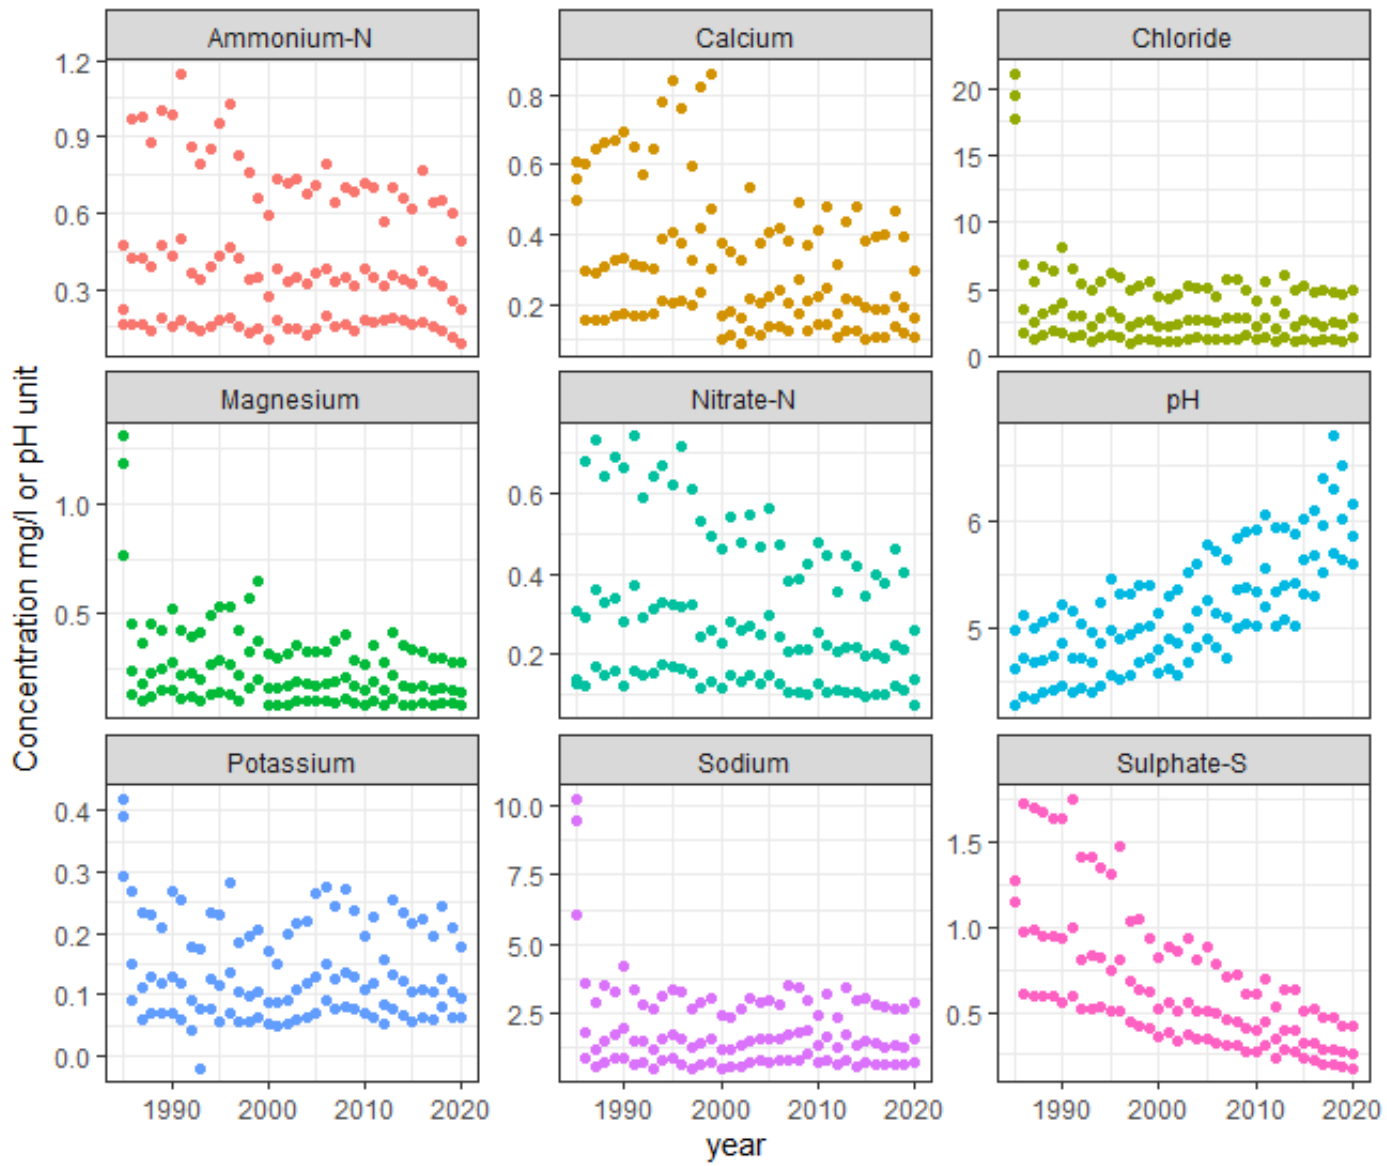 Ammonium-N Calcium Chloride
1.2 0.9 0.6 0.3
0.8 0.6 0.4 0.2
20 15 10 5 0
Magnesium Nitrate-N pH
1.0 0.5
0.6 0.4 0.2
6 5
Concentration mg/l or pH unit
Potassium Sodium Sulphate-S
0.4 0.3 0.2 0.1 0.0
10.0 7.5 5.0 2.5
1.5 1.0 0.5
1990 2000 2010 2020 1990 2000 2010 2020 1990 2000 2010 2020
year